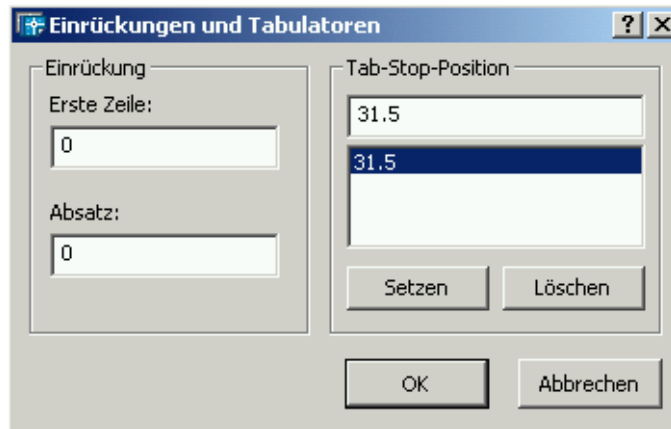 Einrückungen und Tabulatoren
Einrückung
Erste Zeile:
0
Absatz:
0
Tab-Stop-Position
31.5
31.5
Setzen Löschen
OK Abbrechen